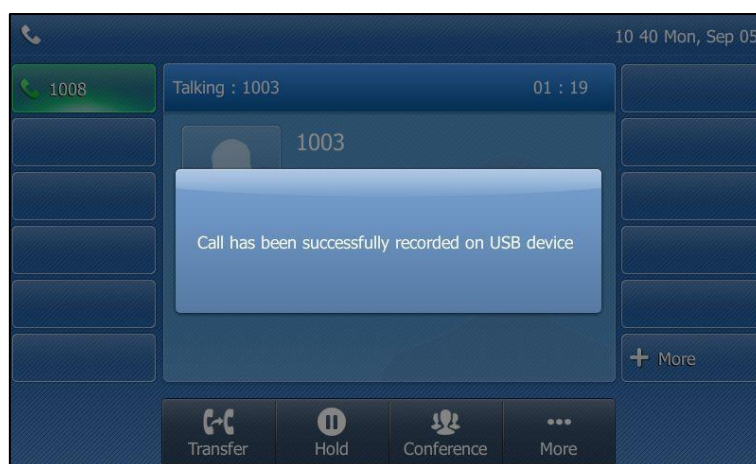 10 40 Mon, Sep 05
1008
Talking : 1003
01 : 19
1003
Call has been successfully recorded on USB device
More
Transfer
Hold
Conference
More